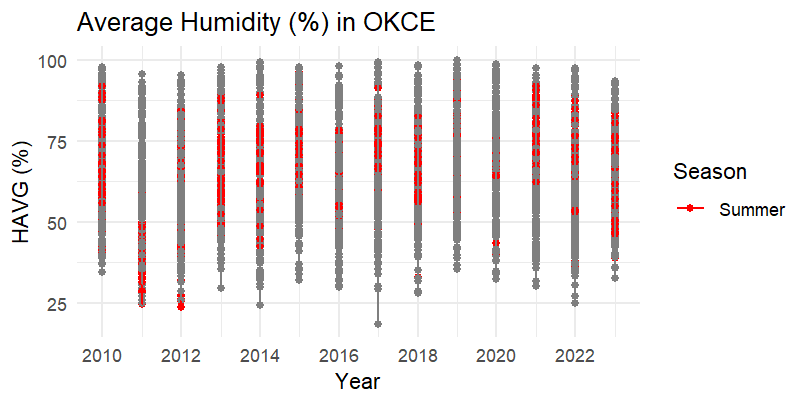 Average Humidity (%) in OKCE
HAVG (%)
100
75
50
25
2010 2012 2014 2016 2018 2020 2022
Year
Season
Summer